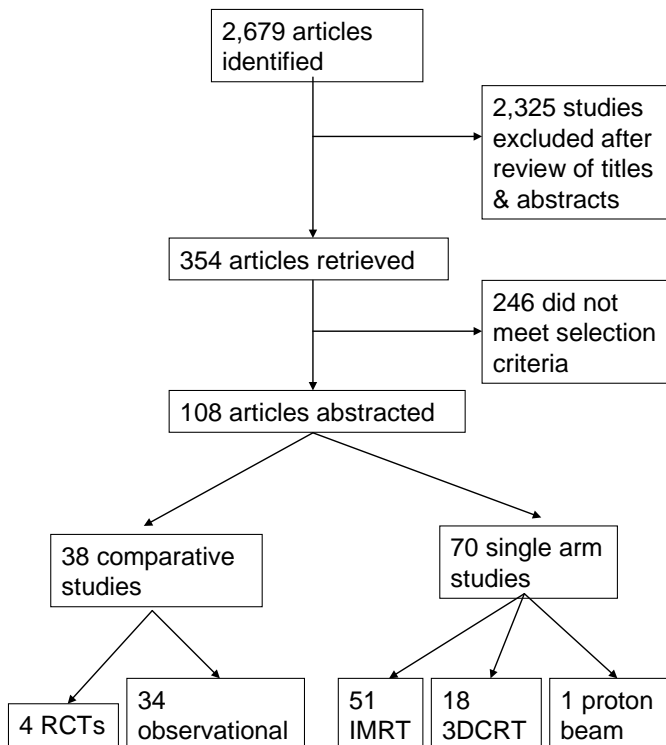 2,679 articles
identified
2,325 studies
excluded after
review of titles
& abstracts
354 articles retrieved
246 did not
meet selection
criteria
108 articles abstracted
38 comparative
studies
70 single arm
studies
4 RCTs
34
observational
51
IMRT
18
3DCRT
1 proton
beam